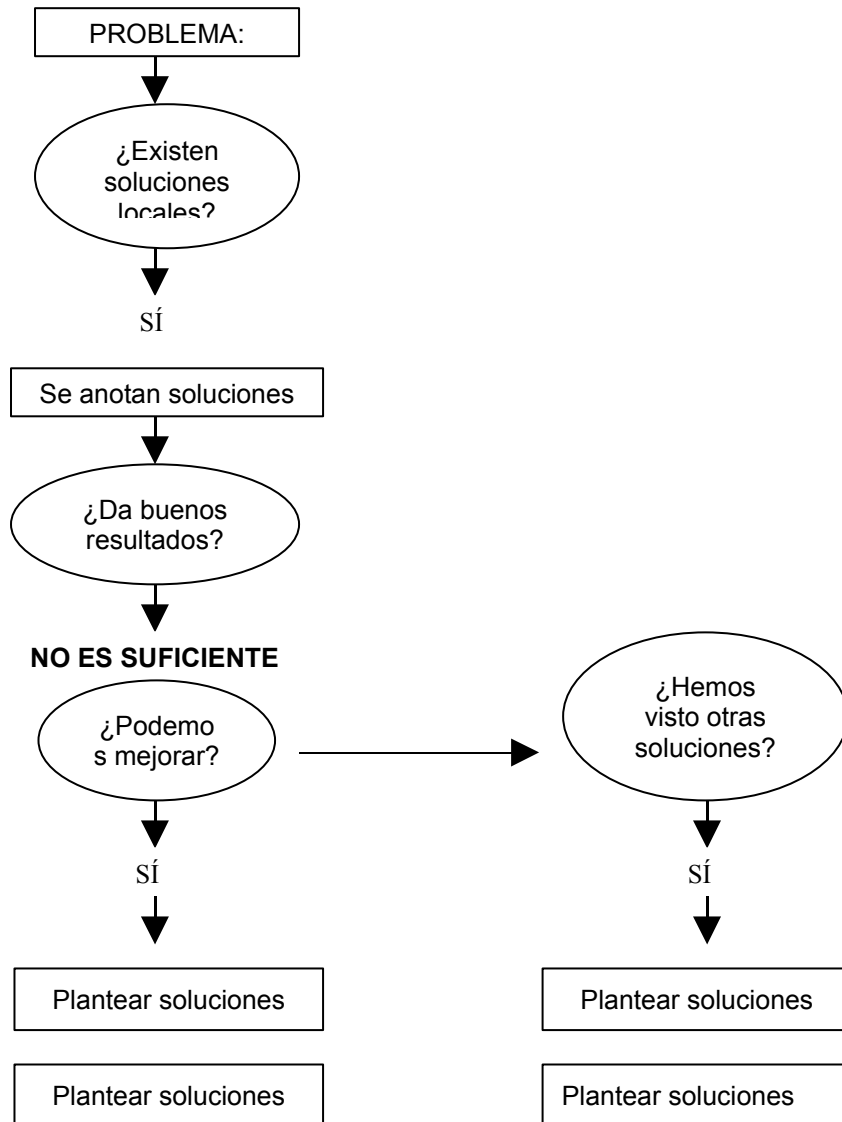 PROBLEMA:
¿Existen
soluciones
locales?
SÍ
Se anotan soluciones
¿Da buenos
resultados?
NO ES SUFICIENTE
¿Podemo
s mejorar?
¿Hemos
visto otras
soluciones?
SÍ
SÍ
Plantear soluciones
Plantear soluciones
Plantear soluciones
Plantear soluciones